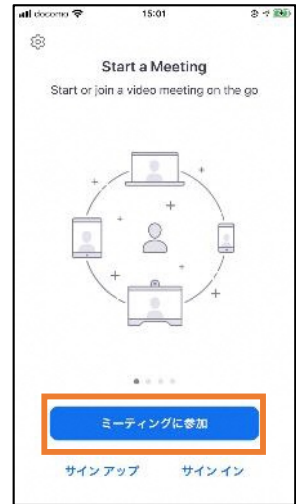 docomo 15:01
Start a Meeting
Start or join a video meeting on the go
ミーティングに参加
サイン アップ サイン イン